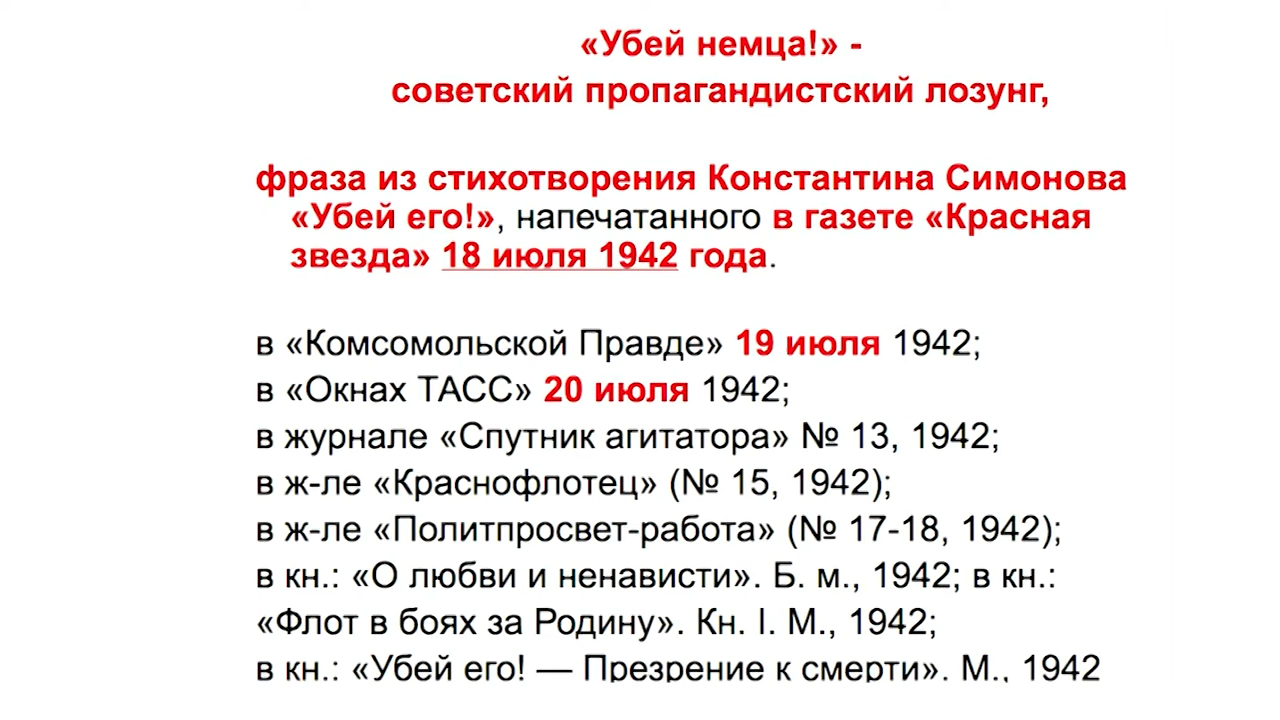 «Убей немца!» -
советский пропагандистский лозунг,
фраза из стихотворения Константина Симонова
«Убей его!», напечатанного в газете «Красная
звезда» 18 июля 1942 года.
в «Комсомольской Правде» 19 июля 1942;
в «Окнах ТАСС» 20 июля 1942;
в журнале «Спутник агитатора» № 13, 1942;
в ж-ле «Краснофлотец» (№ 15, 1942);
в ж-ле «Политпросвет-работа» (№ 17-18, 1942);
в кн.: «О любви и ненависти». Б. м., 1942; в кн.:
«Флот в боях за Родину». Кн. I. М., 1942;
в кн.: «Убей его! — Презрение к смерти». М., 1942